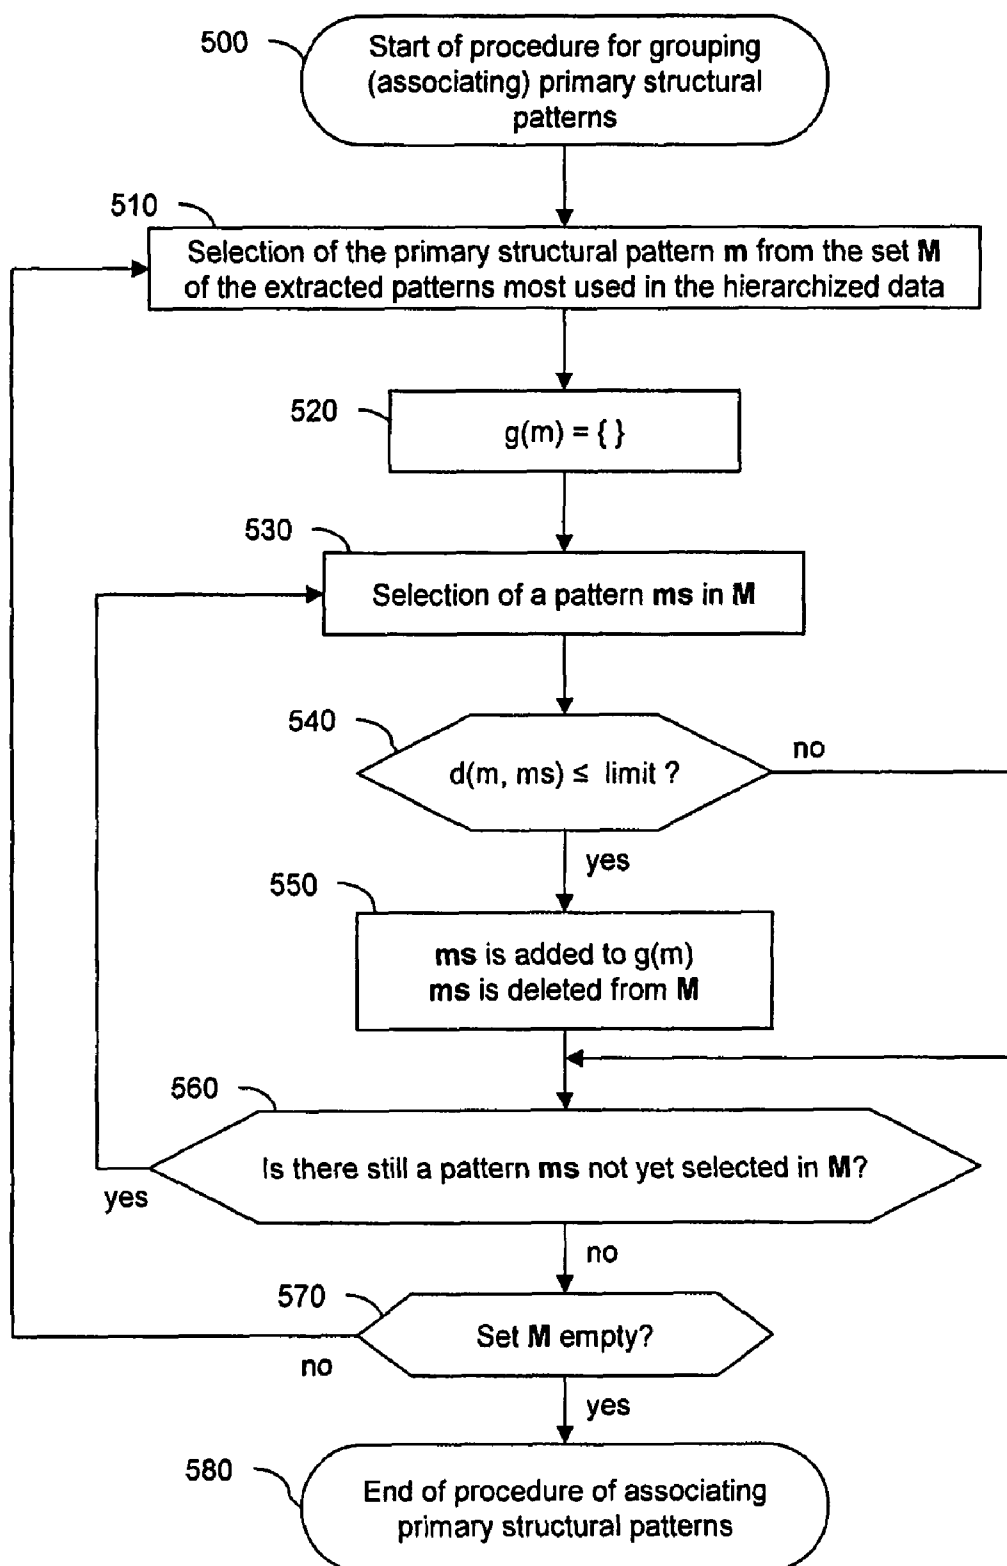 500
Start of procedure for grouping
(associating) primary structural
patterns
510
Selection of the primary structural pattern m from the set M
of the extracted patterns most used in the hierarchized data
520
g(m) = { }
530
Selection of a pattern ms in M
540
d(m, ms) ≤ limit ?
no
yes
550
ms is added to g(m)
ms is deleted from M
560
Is there still a pattern ms not yet selected in M?
yes
no
570
Set M empty?
no
yes
580
End of procedure of associating
primary structural patterns